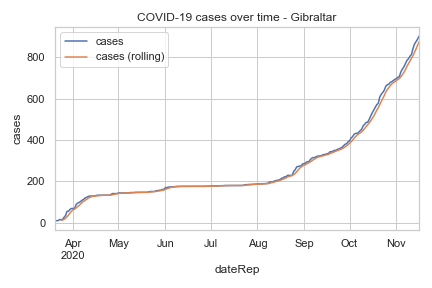 COVID-19 cases over time - Gibraltar
cases
cases (rolling)
cases
800
600
400
200
0
Apr May Jun Jul Aug Sep Oct Nov
2020
dateRep